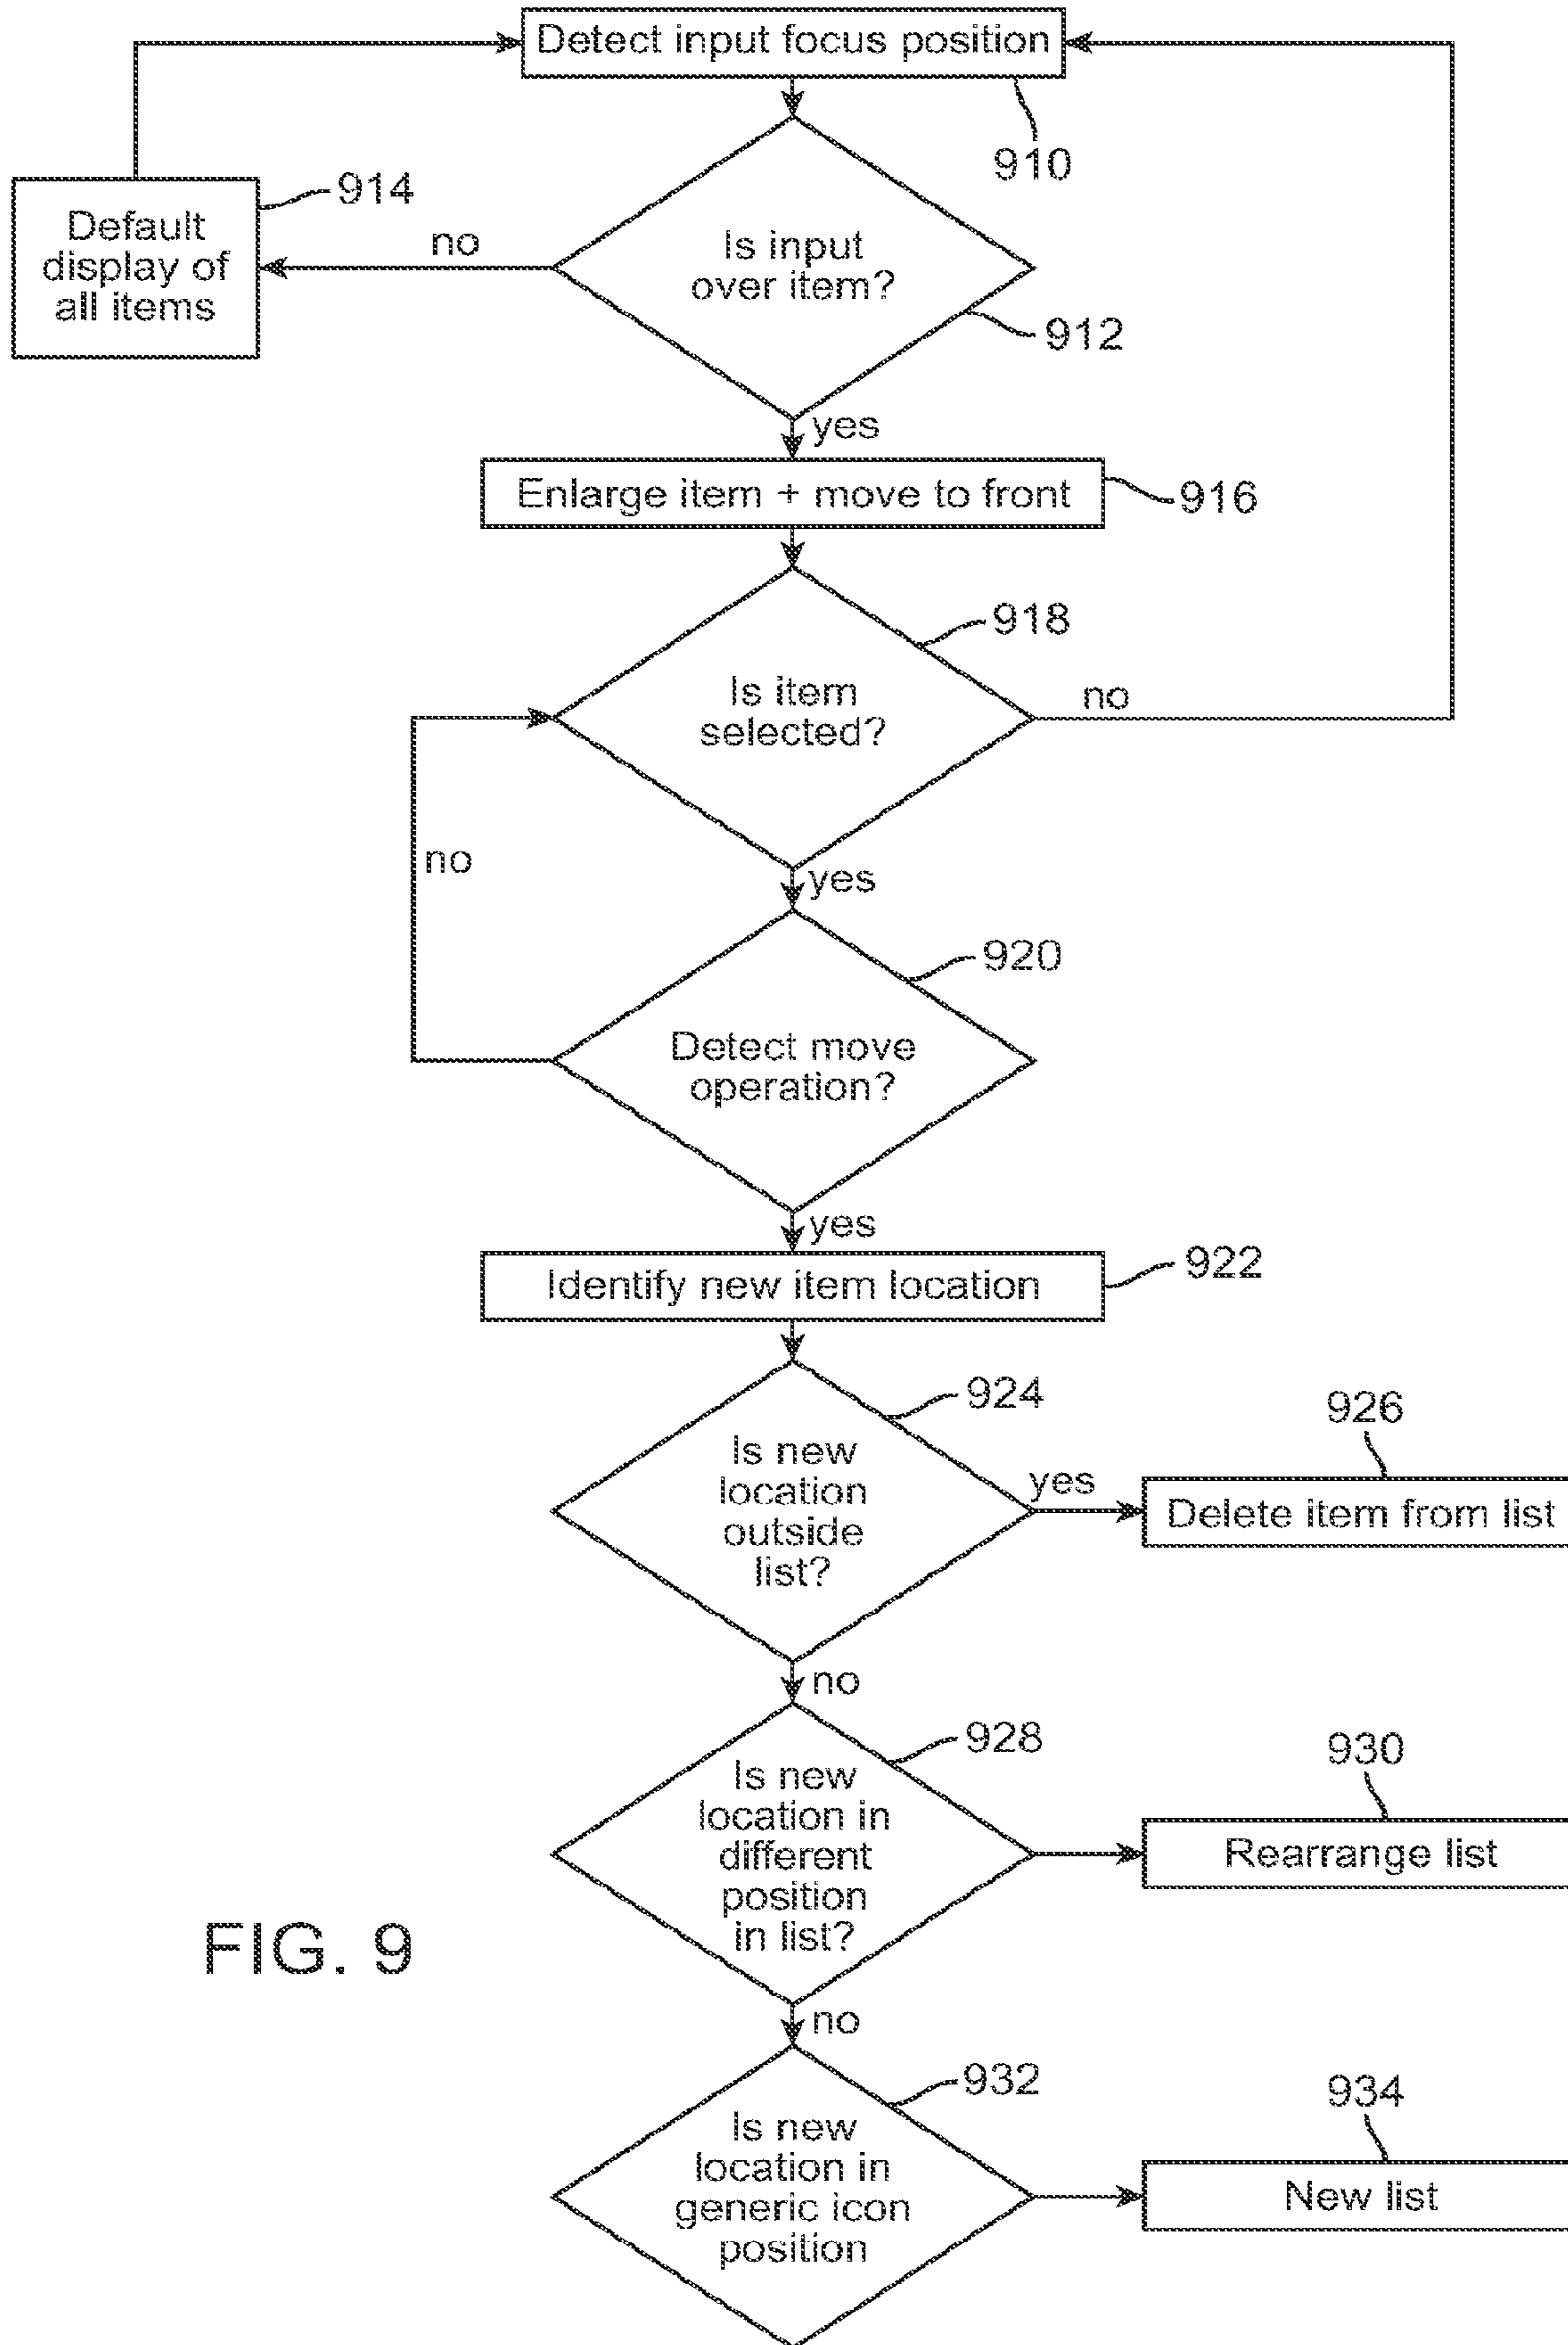 Detect input focus position
910
914
Default
display of
all items
no
Is input
over item?
912
yes
Enlarge item + move to front
916
918
Is item
selected?
no
no
yes
920
Detect move
operation?
yes
Identify new item location
922
924
Is new
location
outside
list?
yes
926
Delete item from list
no
928
Is new
location in
different
position
in list?
930
Rearrange list
FIG. 9
no
932
Is new
location in
generic icon
position
934
New list